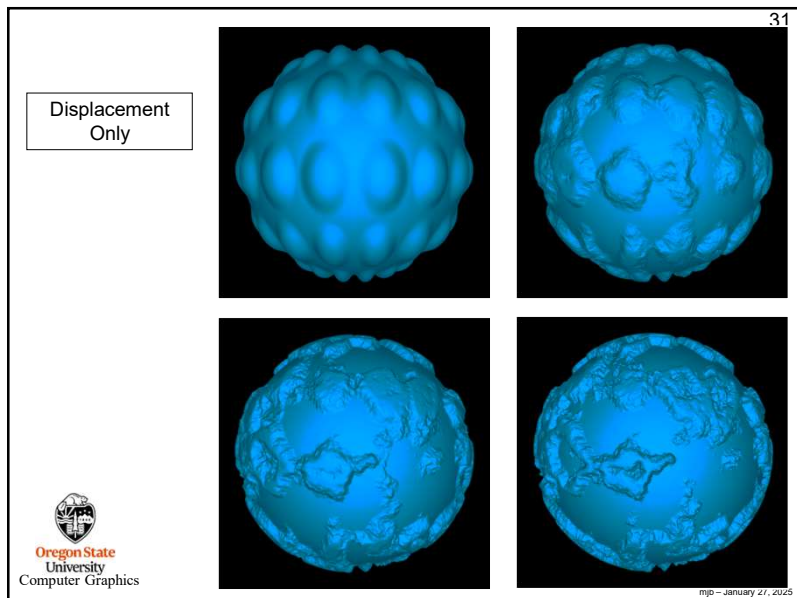 31
Displacement
Only
Oregon State
University
Computer Graphics
mjb – January 27, 2025